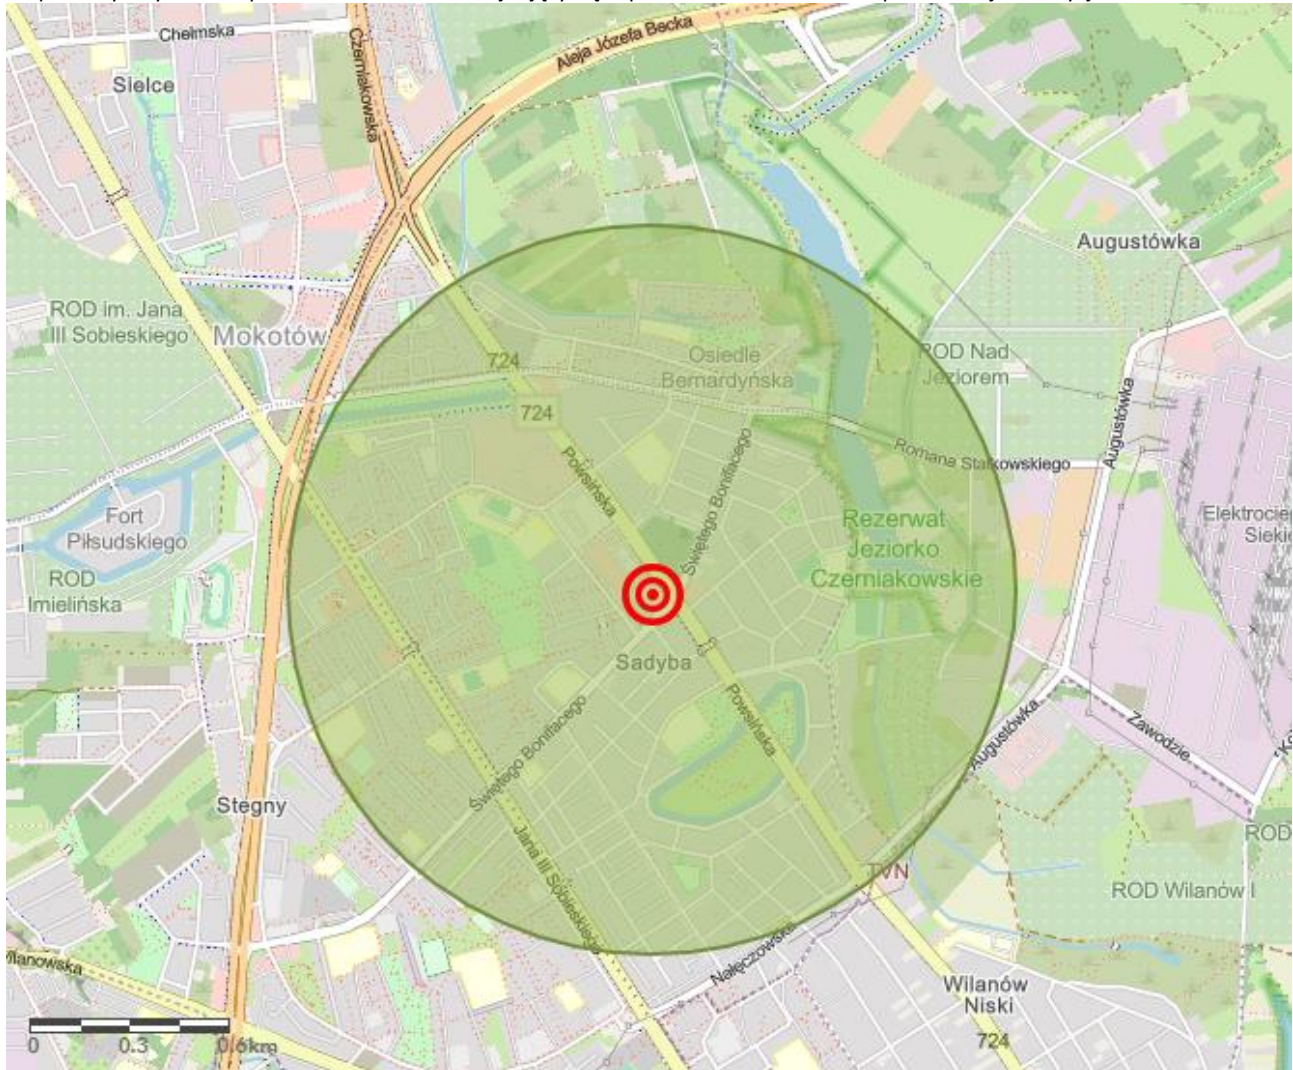 Chełmska
Sielce
Czerniakowska
Aleja Józefa Becka
Augustówka
ROD im. Jana
III Sobieskiego
Mokotów
724
Osiedle
Bernardyńska
ROD Nad
Jeziorem
724
Augustówka
Powsińska
Świętego Bonifacego
Romana Statkowskiego
Fort
Piłsudskiego
Rezerwat
Jeziorko
Czerniakowskie
ROD
Imielińska
Sadyba
Powsińska
Augustówka
Zawodzie
Świętego Bonifacego
Stegny
Jana III Sobieskiego
ROD
TVN
ROD Wilanów I
Nałęczowska
Wilanów
Niski
724
0 0.3 0.6km